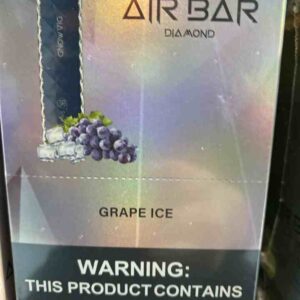 AIR BAR
DIAMOND
GRAPE ICE
WARNING:
THIS PRODUCT CONTAINS